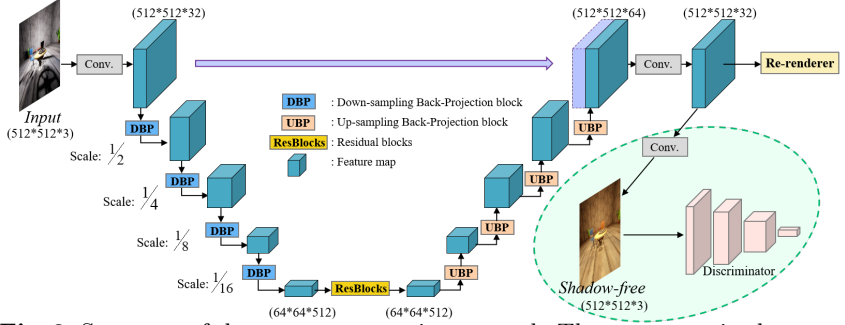 (512*512*32)
(512*512*64)
(512*512*32)
Conv.
Conv.
Re-renderer
Input
(512*512*3)
DBP : Down-sampling Back-Projection block
UBP : Up-sampling Back-Projection block
ResBlocks : Residual blocks
: Feature map
DBP
UBP
Scale: 1/2
Conv.
DBP
UBP
Scale: 1/4
DBP
UBP
Scale: 1/8
DBP
UBP
Scale: 1/16
ResBlocks
Discriminator
Shadow-free
(512*512*3)
(64*64*512)
(64*64*512)